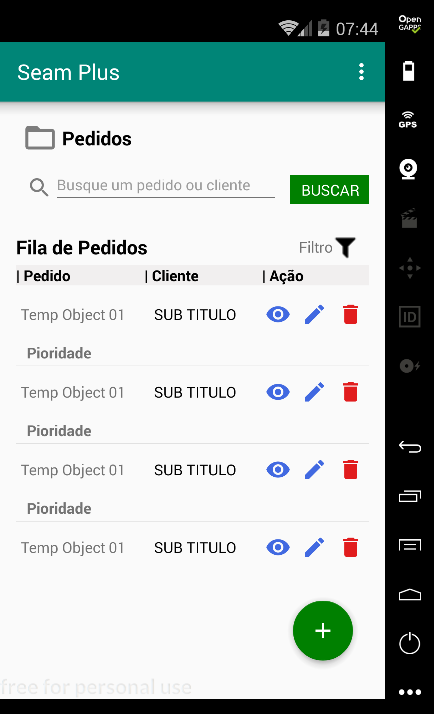 07:44
Open
GAPPS
Seam Plus
Pedidos
GPS
Busque um pedido ou cliente
BUSCAR
Fila de Pedidos
Filtro
| Pedido | Cliente | Ação
Temp Object 01 SUB TITULO
ID
Pioridade
Temp Object 01 SUB TITULO
Pioridade
Temp Object 01 SUB TITULO
Pioridade
Temp Object 01 SUB TITULO
+
free for personal use